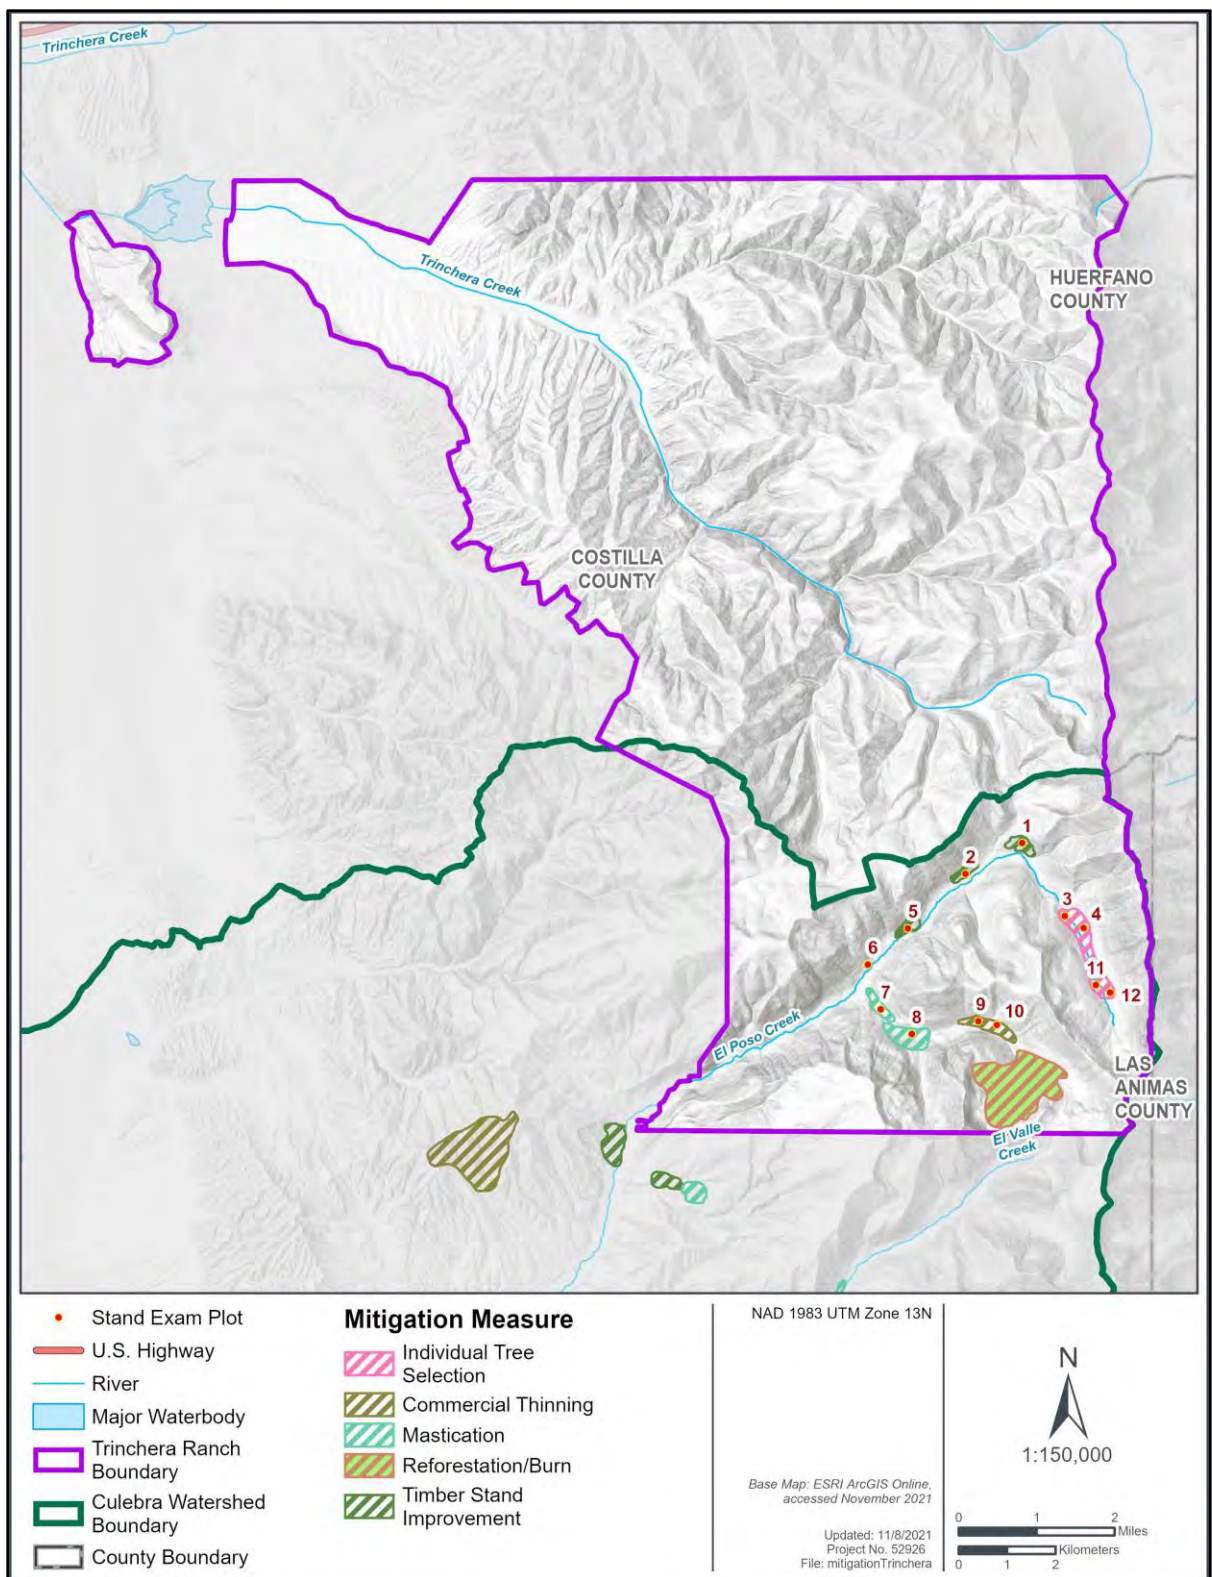 Trinchera Creek
HUERFANO
COUNTY
Trinchera Creek
COSTILLA
COUNTY
1
2
3
4
5
6
7
8
9
10
11
12
El Poso Creek
LAS
ANIMAS
COUNTY
El Valle
Creek
Stand Exam Plot
U.S. Highway
River
Major Waterbody
Trinchera Ranch
Boundary
Culebra Watershed
Boundary
County Boundary
Mitigation Measure
Individual Tree
Selection
Commercial Thinning
Mastication
Reforestation/Burn
Timber Stand
Improvement
NAD 1983 UTM Zone 13N
Base Map: ESRI ArcGIS Online,
accessed November 2021
Updated: 11/8/2021
Project No. 52926
File: mitigationTrinchera
N
1:150,000
0 1 2
Miles
Kilometers
0 1 2